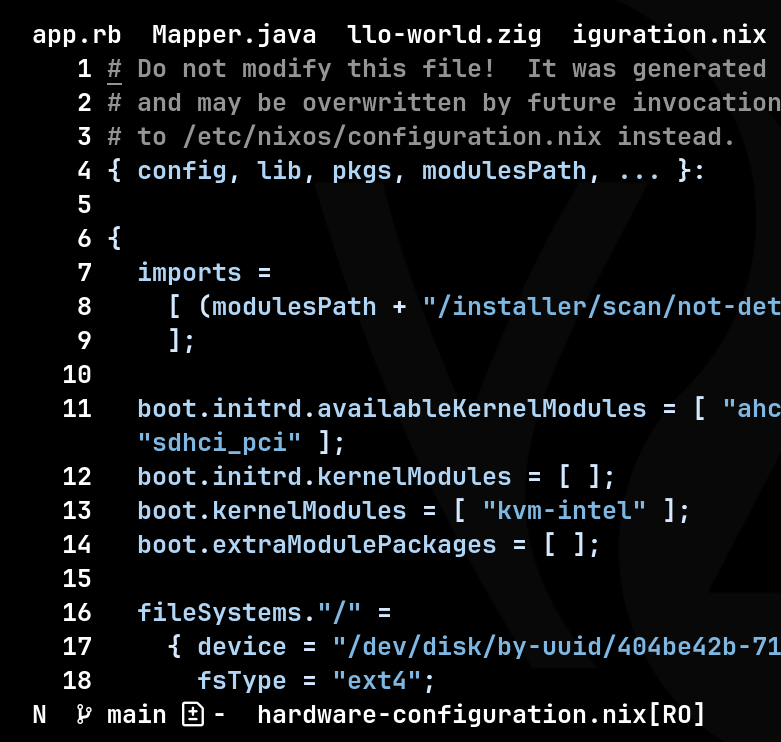 app.rb  Mapper.java  llo-world.zig  iguration.nix
1 # Do not modify this file!  It was generated
2 # and may be overwritten by future invocation
3 # to /etc/nixos/configuration.nix instead.
4 { config, lib, pkgs, modulesPath, ... }:
5
6 {
7   imports =
8     [ (modulesPath + "/installer/scan/not-det
9     ];
10
11   boot.initrd.availableKernelModules = [ "ahc
"sdhci_pci" ];
12   boot.initrd.kernelModules = [ ];
13   boot.kernelModules = [ "kvm-intel" ];
14   boot.extraModulePackages = [ ];
15
16   fileSystems."/" =
17     { device = "/dev/disk/by-uuid/404be42b-71
18       fsType = "ext4";
N  main  -  hardware-configuration.nix[RO]